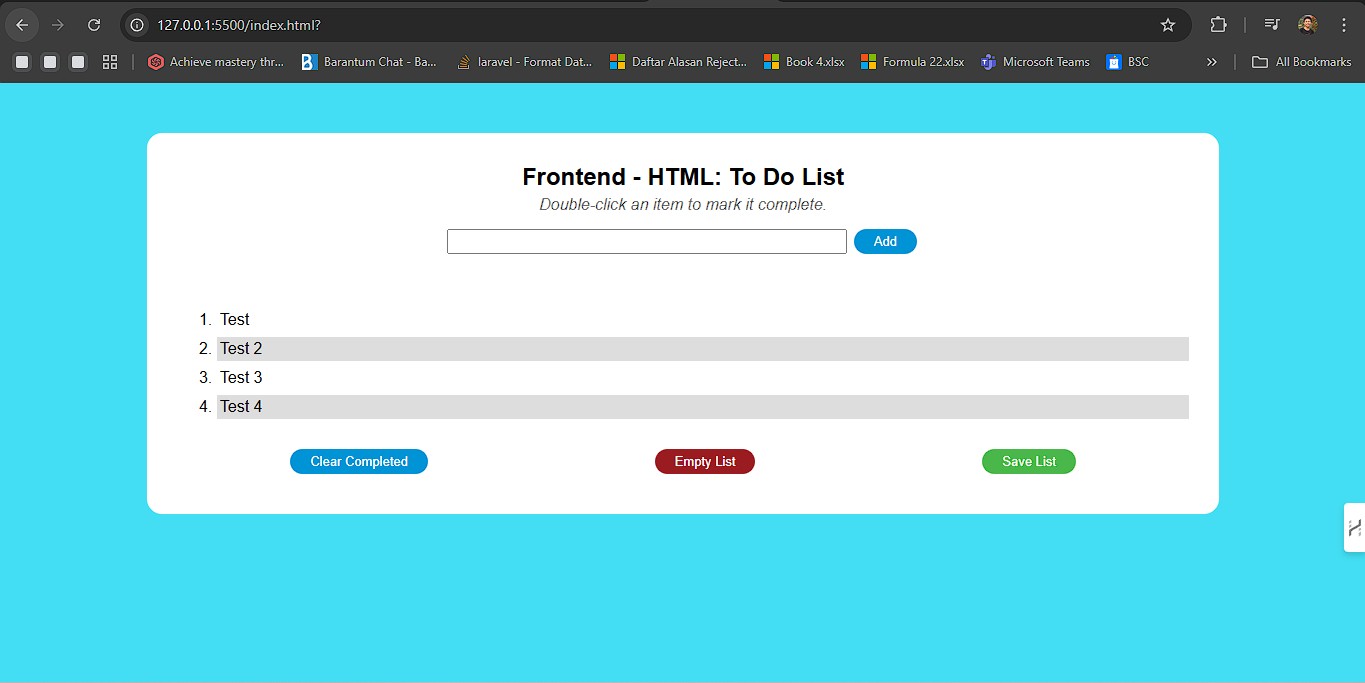 127.0.0.1:5500/index.html?
Achieve mastery thr... Barantum Chat - Ba... laravel - Format Dat... Daftar Alasan Reject... Book 4.xlsx Formula 22.xlsx Microsoft Teams BSC All Bookmarks
Frontend - HTML: To Do List
Double-click an item to mark it complete.
Add
1. Test
2. Test 2
3. Test 3
4. Test 4
Clear Completed Empty List Save List